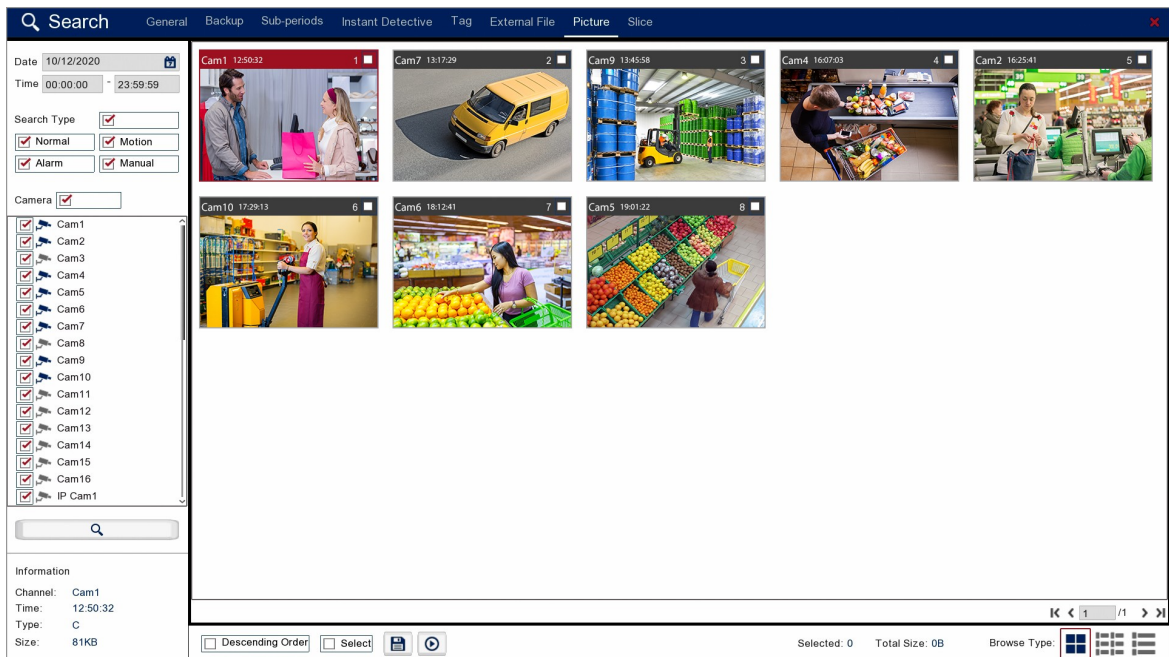 Search General Backup Sub-periods Instant Detective Tag External File Picture Slice
Date 10/12/2020
Time 00:00:00 - 23:59:59
Search Type
Normal Motion
Alarm Manual
Camera
Cam1
Cam2
Cam3
Cam4
Cam5
Cam6
Cam7
Cam8
Cam9
Cam10
Cam11
Cam12
Cam13
Cam14
Cam15
Cam16
IP Cam1
Information
Channel: Cam1
Time: 12:50:32
Type: C
Size: 81KB
Cam1 12:50:32 1
Cam7 13:17:29 2
Cam9 13:45:58 3
Cam4 16:07:03 4
Cam2 16:25:41 5
Cam10 17:29:13 6
Cam6 18:12:41 7
Cam5 19:01:22 8
1 /1
Descending Order Select Selected: 0 Total Size: 0B Browse Type: